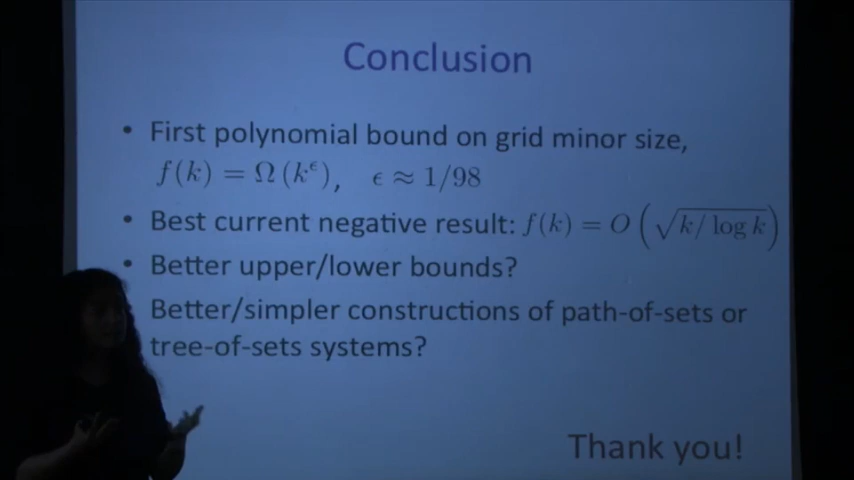 Conclusion
• First polynomial bound on grid minor size,
f(k) = Ω(k^ϵ), ϵ ≈ 1/98
• Best current negative result: f(k) = O(√(k/ log k))
• Better upper/lower bounds?
Better/simpler constructions of path-of-sets or
tree-of-sets systems?
Thank you!